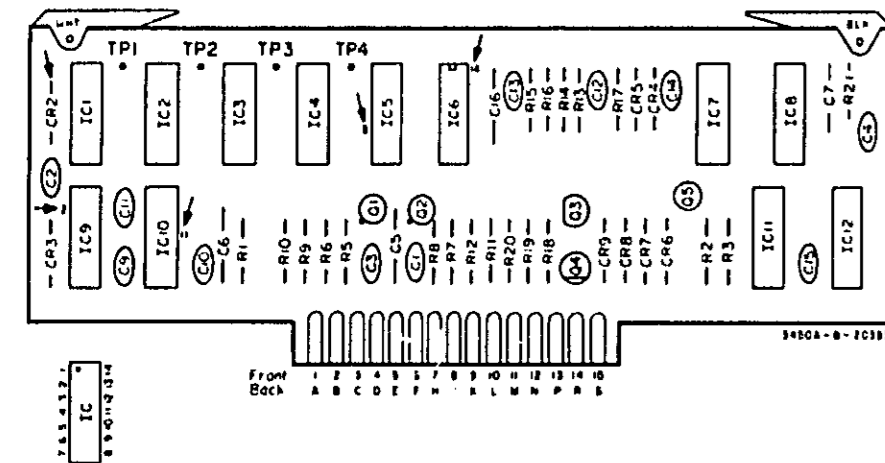 WHT
BLK
TP1 TP2 TP3 TP4
14
CR2
IC1
IC2
IC3
IC4
IC5
IC6
C16
C13
R15
R16
R14
R13
C12
R17
CR5
CR4
C14
IC7
IC8
C7
R21
C4
C2
CR3
IC9
C11
C9
IC10
11
C10
C6
R1
R10
R9
R6
R5
Q1
C3
C5
Q2
C1
R8
R7
R12
R11
R20
R19
R18
Q3
Q4
CR9
CR8
CR7
CR6
Q5
R2
R3
IC11
C15
IC12
Front 1 2 3 4 5 6 7 8 9 10 11 12 13 14 15
Back A B C D E F H K L M N P R S
IC
7 6 5 4 3 2 1
8 9 10 11 12 13 14